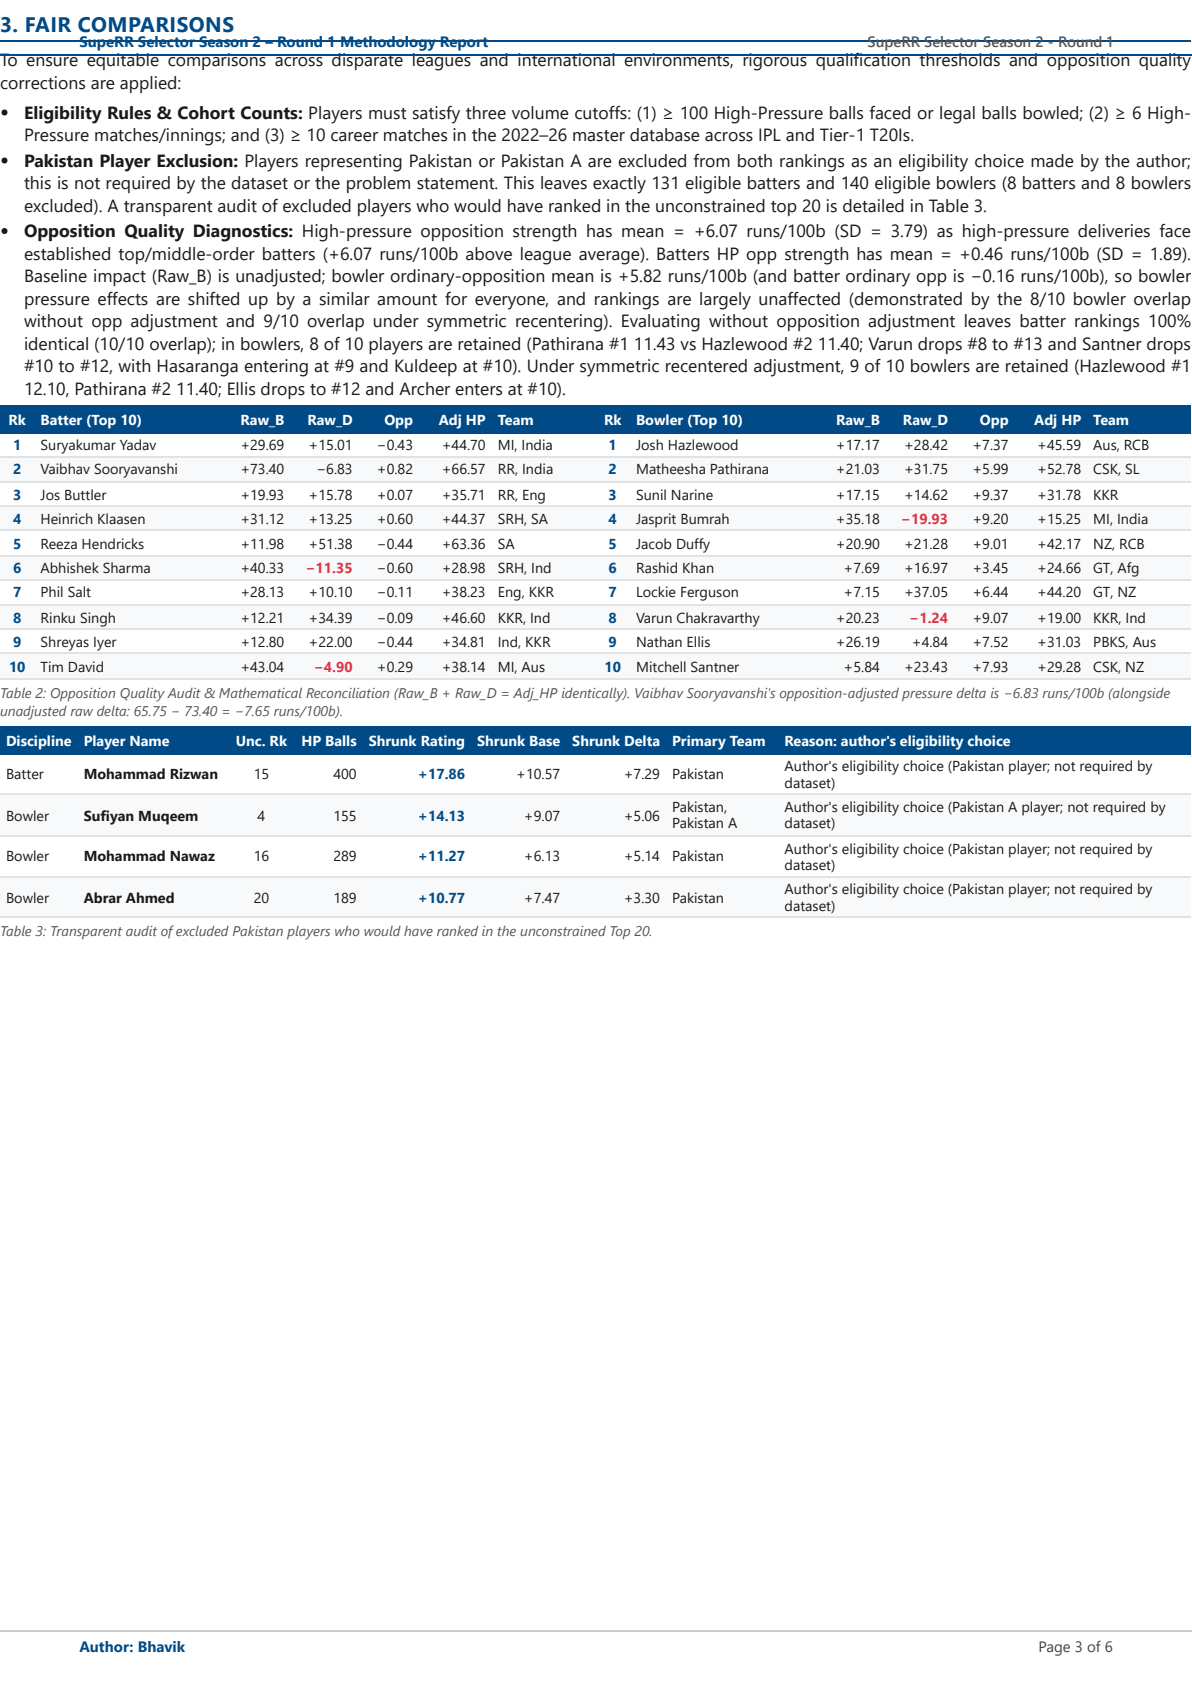 3. FAIR COMPARISONS
SupeRR Selector Season 2 – Round 1 Methodology Report SupeRR Selector Season 2 - Round 1
To ensure equitable comparisons across disparate leagues and international environments, rigorous qualification thresholds and opposition quality
corrections are applied:
• Eligibility Rules & Cohort Counts: Players must satisfy three volume cutoffs: (1) ≥ 100 High-Pressure balls faced or legal balls bowled; (2) ≥ 6 High-
Pressure matches/innings; and (3) ≥ 10 career matches in the 2022–26 master database across IPL and Tier-1 T20Is.
• Pakistan Player Exclusion: Players representing Pakistan or Pakistan A are excluded from both rankings as an eligibility choice made by the author;
this is not required by the dataset or the problem statement. This leaves exactly 131 eligible batters and 140 eligible bowlers (8 batters and 8 bowlers
excluded). A transparent audit of excluded players who would have ranked in the unconstrained top 20 is detailed in Table 3.
• Opposition Quality Diagnostics: High-pressure opposition strength has mean = +6.07 runs/100b (SD = 3.79) as high-pressure deliveries face
established top/middle-order batters (+6.07 runs/100b above league average). Batters HP opp strength has mean = +0.46 runs/100b (SD = 1.89).
Baseline impact (Raw_B) is unadjusted; bowler ordinary-opposition mean is +5.82 runs/100b (and batter ordinary opp is −0.16 runs/100b), so bowler
pressure effects are shifted up by a similar amount for everyone, and rankings are largely unaffected (demonstrated by the 8/10 bowler overlap
without opp adjustment and 9/10 overlap under symmetric recentering). Evaluating without opposition adjustment leaves batter rankings 100%
identical (10/10 overlap); in bowlers, 8 of 10 players are retained (Pathirana #1 11.43 vs Hazlewood #2 11.40; Varun drops #8 to #13 and Santner drops
#10 to #12, with Hasaranga entering at #9 and Kuldeep at #10). Under symmetric recentered adjustment, 9 of 10 bowlers are retained (Hazlewood #1
12.10, Pathirana #2 11.40; Ellis drops to #12 and Archer enters at #10).
Rk Batter (Top 10) Raw_B Raw_D Opp Adj HP Team Rk Bowler (Top 10) Raw_B Raw_D Opp Adj HP Team
1 Suryakumar Yadav +29.69 +15.01 −0.43 +44.70 MI, India 1 Josh Hazlewood +17.17 +28.42 +7.37 +45.59 Aus, RCB
2 Vaibhav Sooryavanshi +73.40 −6.83 +0.82 +66.57 RR, India 2 Matheesha Pathirana +21.03 +31.75 +5.99 +52.78 CSK, SL
3 Jos Buttler +19.93 +15.78 +0.07 +35.71 RR, Eng 3 Sunil Narine +17.15 +14.62 +9.37 +31.78 KKR
4 Heinrich Klaasen +31.12 +13.25 +0.60 +44.37 SRH, SA 4 Jasprit Bumrah +35.18 −19.93 +9.20 +15.25 MI, India
5 Reeza Hendricks +11.98 +51.38 −0.44 +63.36 SA 5 Jacob Duffy +20.90 +21.28 +9.01 +42.17 NZ, RCB
6 Abhishek Sharma +40.33 −11.35 −0.60 +28.98 SRH, Ind 6 Rashid Khan +7.69 +16.97 +3.45 +24.66 GT, Afg
7 Phil Salt +28.13 +10.10 −0.11 +38.23 Eng, KKR 7 Lockie Ferguson +7.15 +37.05 +6.44 +44.20 GT, NZ
8 Rinku Singh +12.21 +34.39 −0.09 +46.60 KKR, Ind 8 Varun Chakravarthy +20.23 −1.24 +9.07 +19.00 KKR, Ind
9 Shreyas Iyer +12.80 +22.00 −0.44 +34.81 Ind, KKR 9 Nathan Ellis +26.19 +4.84 +7.52 +31.03 PBKS, Aus
10 Tim David +43.04 −4.90 +0.29 +38.14 MI, Aus 10 Mitchell Santner +5.84 +23.43 +7.93 +29.28 CSK, NZ
Table 2: Opposition Quality Audit & Mathematical Reconciliation (Raw_B + Raw_D = Adj_HP identically). Vaibhav Sooryavanshi's opposition-adjusted pressure delta is −6.83 runs/100b (alongside
unadjusted raw delta: 65.75 − 73.40 = −7.65 runs/100b).
Discipline Player Name Unc. Rk HP Balls Shrunk Rating Shrunk Base Shrunk Delta Primary Team Reason: author's eligibility choice
Batter Mohammad Rizwan 15 400 +17.86 +10.57 +7.29 Pakistan Author's eligibility choice (Pakistan player; not required by
dataset)
Bowler Sufiyan Muqeem 4 155 +14.13 +9.07 +5.06 Pakistan, Pakistan A Author's eligibility choice (Pakistan A player; not required by
dataset)
Bowler Mohammad Nawaz 16 289 +11.27 +6.13 +5.14 Pakistan Author's eligibility choice (Pakistan player; not required by
dataset)
Bowler Abrar Ahmed 20 189 +10.77 +7.47 +3.30 Pakistan Author's eligibility choice (Pakistan player; not required by
dataset)
Table 3: Transparent audit of excluded Pakistan players who would have ranked in the unconstrained Top 20.
Author: Bhavik Page 3 of 6